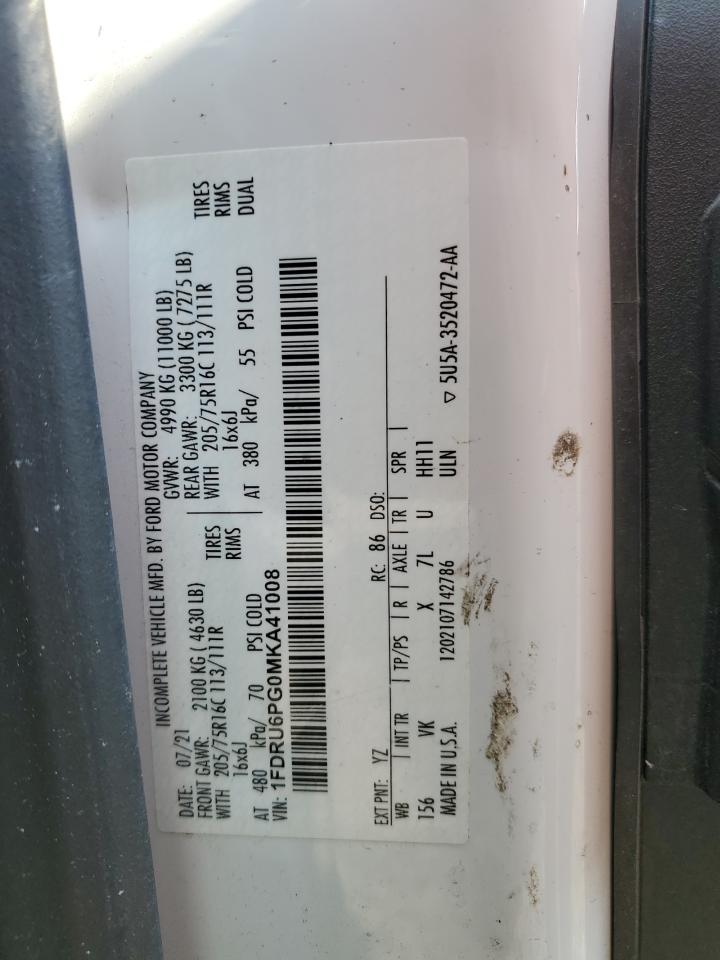 INCOMPLETE VEHICLE MFD. BY FORD MOTOR COMPANY
DATE: 07/21 GVWR: 4990 KG (11000 LB)
FRONT GAWR: 2100 KG ( 4630 LB) REAR GAWR: 3300 KG ( 7275 LB)
WITH 205/75R16C 113/111R TIRES WITH 205/75R16C 113/111R TIRES
16x6J RIMS 16x6J RIMS
AT 480 kPa/ 70 PSI COLD AT 380 kPa/ 55 PSI COLD DUAL
VIN: 1FDRU6PG0MKA41008
EXT PNT: YZ RC: 86 DSO:
WB | INT TR | TP/PS | R | AXLE | TR | SPR |
156 VK X 7L U HH11
MADE IN U.S.A. 1202107142786 ULN
▽ 5U5A-3520472-AA